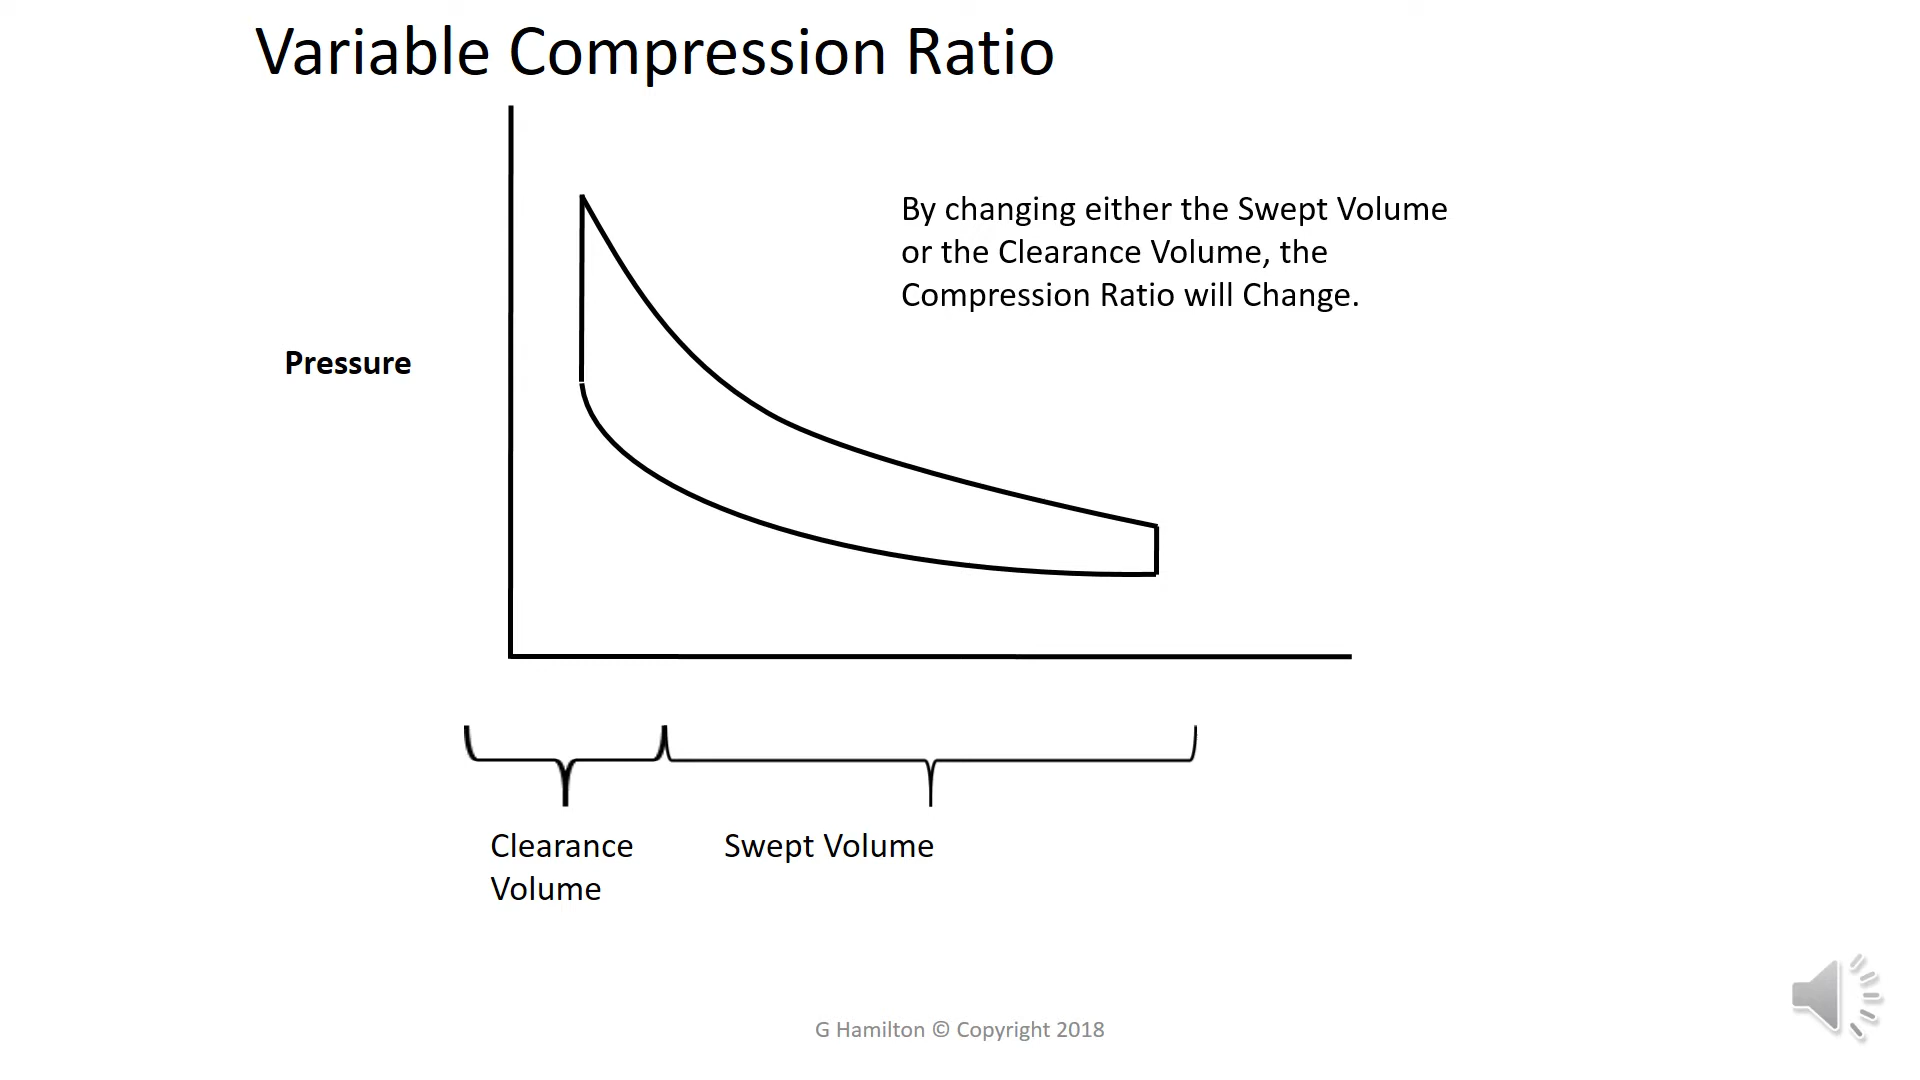 Variable Compression Ratio
By changing either the Swept Volume
or the Clearance Volume, the
Compression Ratio will Change.
Pressure
Clearance
Volume
Swept Volume
G Hamilton © Copyright 2018